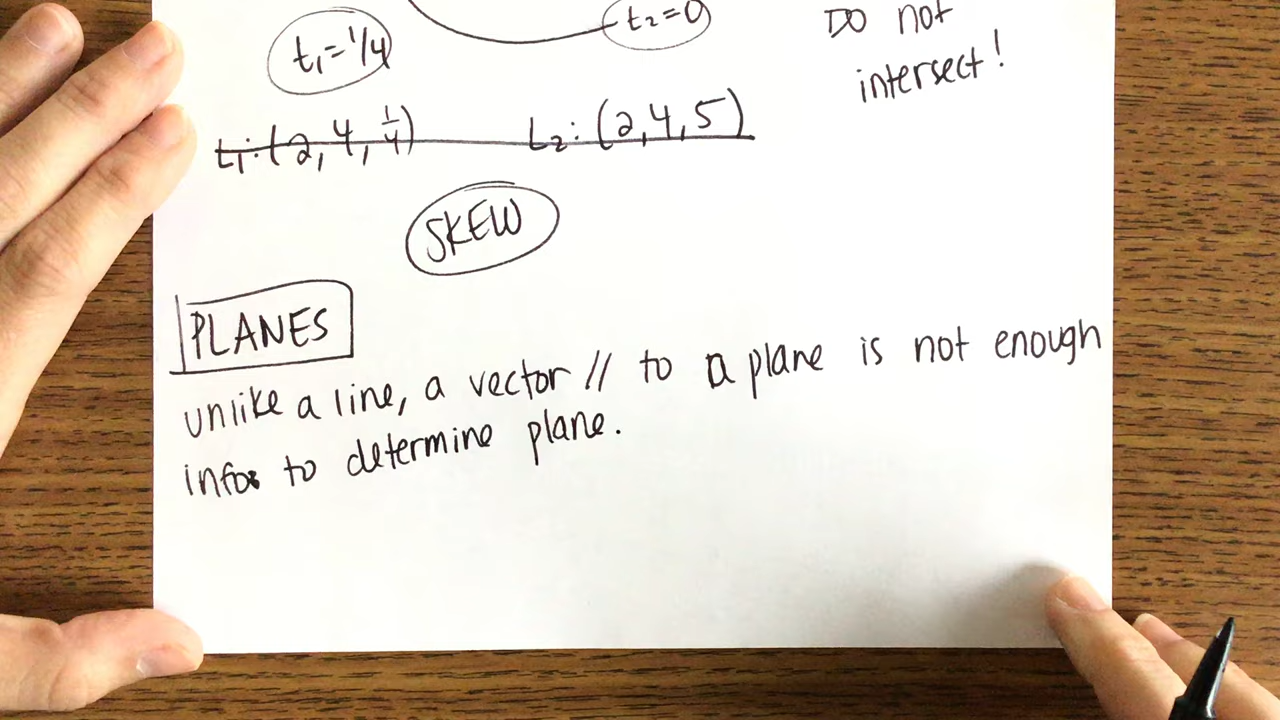 t₁=1/4 t₂=0 Do not
intersect!
L₁:(2,4,1/4) L₂:(2,4,5)
SKEW
PLANES
unlike a line, a vector // to a plane is not enough
info to determine plane.